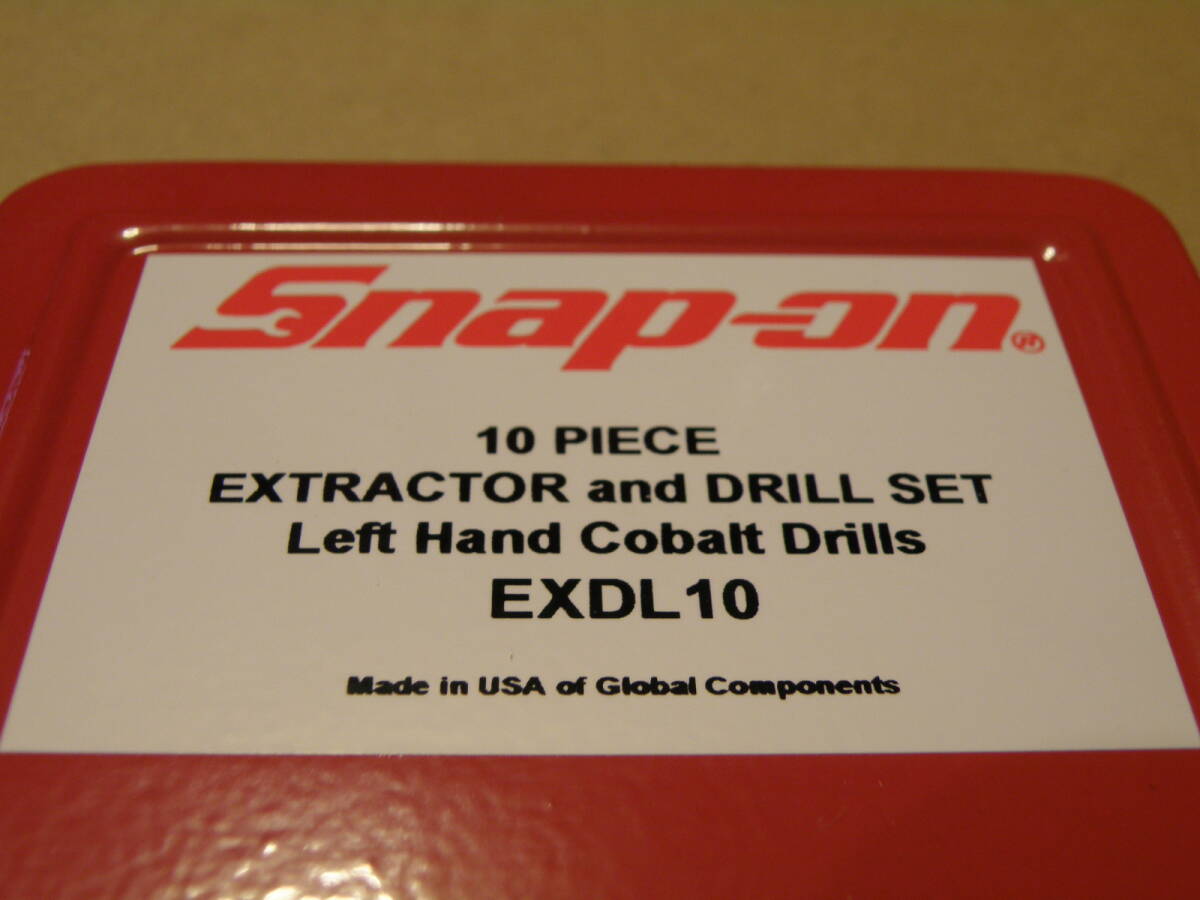 Snap-on®
10 PIECE
EXTRACTOR and DRILL SET
Left Hand Cobalt Drills
EXDL10
Made in USA of Global Components